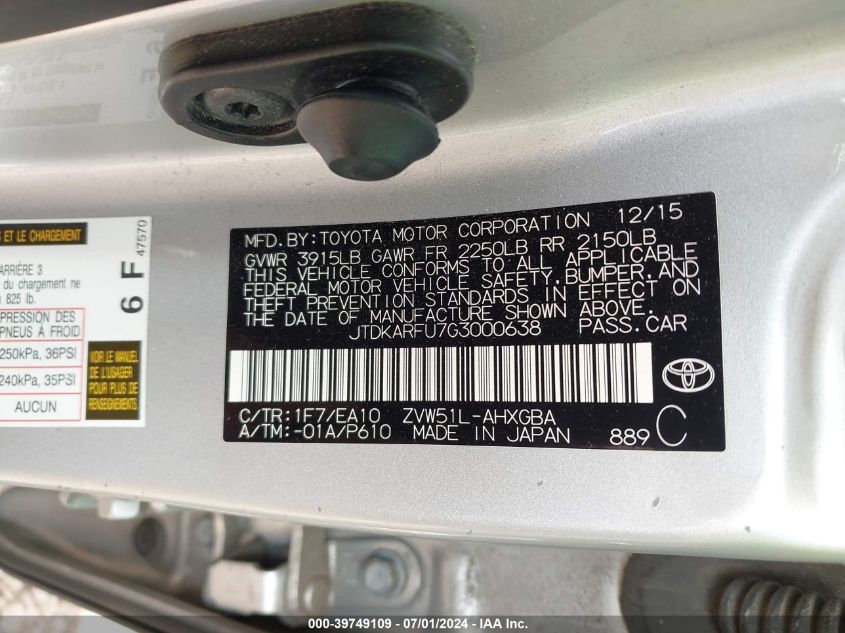 S ET LE CHARGEMENT
ARRIÈRE 3
du chargement ne
825 lb.
6 F
47570
PRESSION DES
PNEUS À FROID
250kPa, 36PSI
240kPa, 35PSI
AUCUN
VOIR LE MANUEL
DE L'USAGER
POUR PLUS
MFD. BY: TOYOTA MOTOR CORPORATION 12/15
GVWR 3915LB GAWR FR 2250LB RR 2150LB
THIS VEHICLE CONFORMS TO ALL APPLICABLE
FEDERAL MOTOR VEHICLE SAFETY, BUMPER, AND
THEFT PREVENTION STANDARDS IN EFFECT ON
THE DATE OF MANUFACTURE SHOWN ABOVE.
JTDKARFU7G3000638 PASS. CAR
C/TR: 1F7/EA10 ZVW51L-AHXGBA
A/TM: -01A/P610 MADE IN JAPAN 889 C
000-39749109 - 07/01/2024 - IAA Inc.